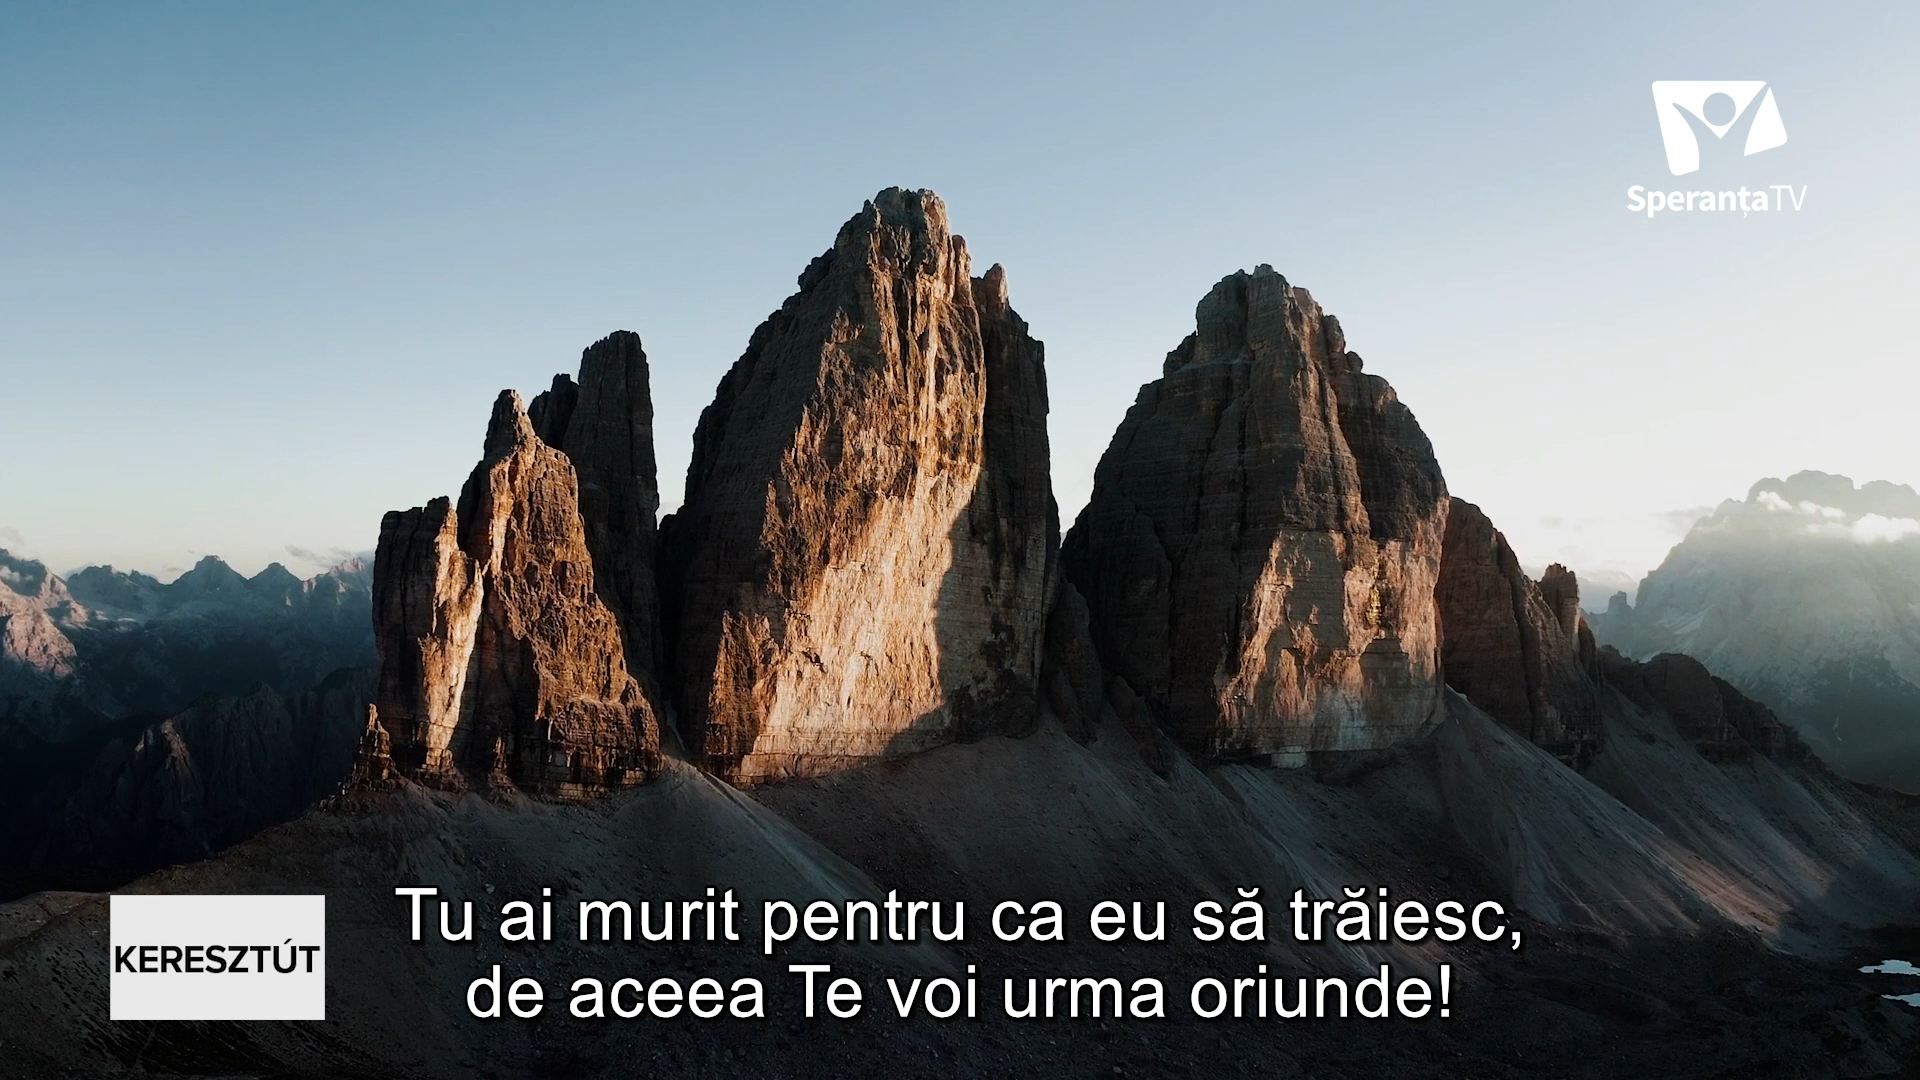 SperanțaTV
KERESZTÚT
Tu ai murit pentru ca eu să trăiesc,
de aceea Te voi urma oriunde!